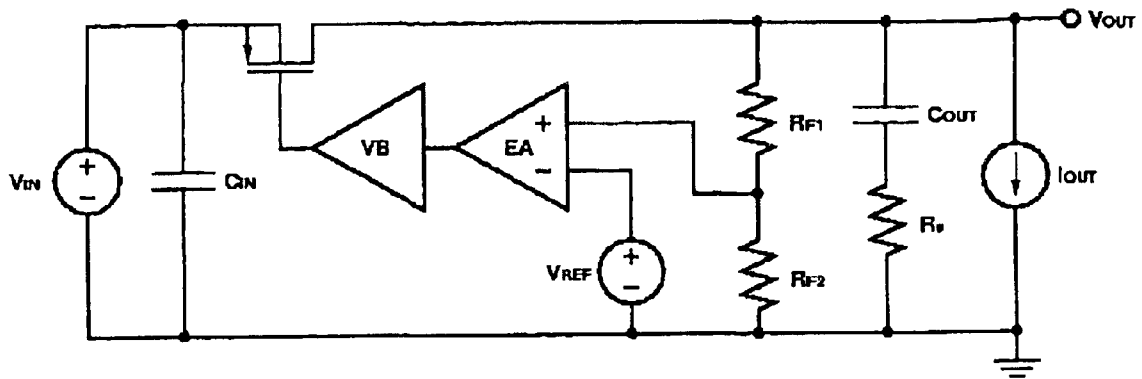 VOUT
RF1
COUT
VB
EA
+
+
VIN
-
CIN
-
IOUT
RF2
VREF
+
-